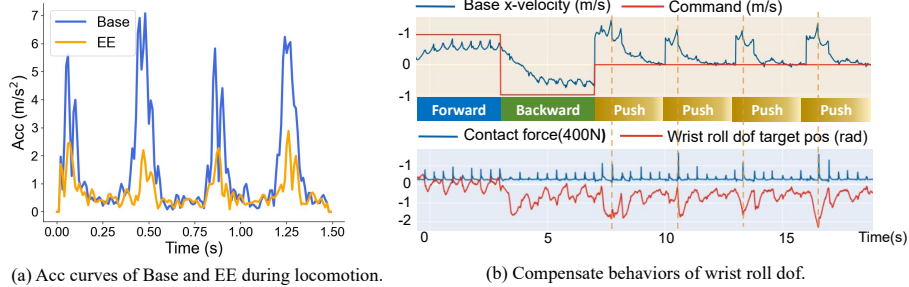 Base
EE
Acc (m/s²)
7
6
5
4
3
2
1
0
0.00 0.25 0.50 0.75 1.00 1.25 1.50
Time (s)
(a) Acc curves of Base and EE during locomotion.
Base x-velocity (m/s) Command (m/s)
-1
0
-1
Forward Backward Push Push Push Push
Contact force(400N) Wrist roll dof target pos (rad)
-1
0
-1
-2
0 5 10 15 Time(s)
(b) Compensate behaviors of wrist roll dof.